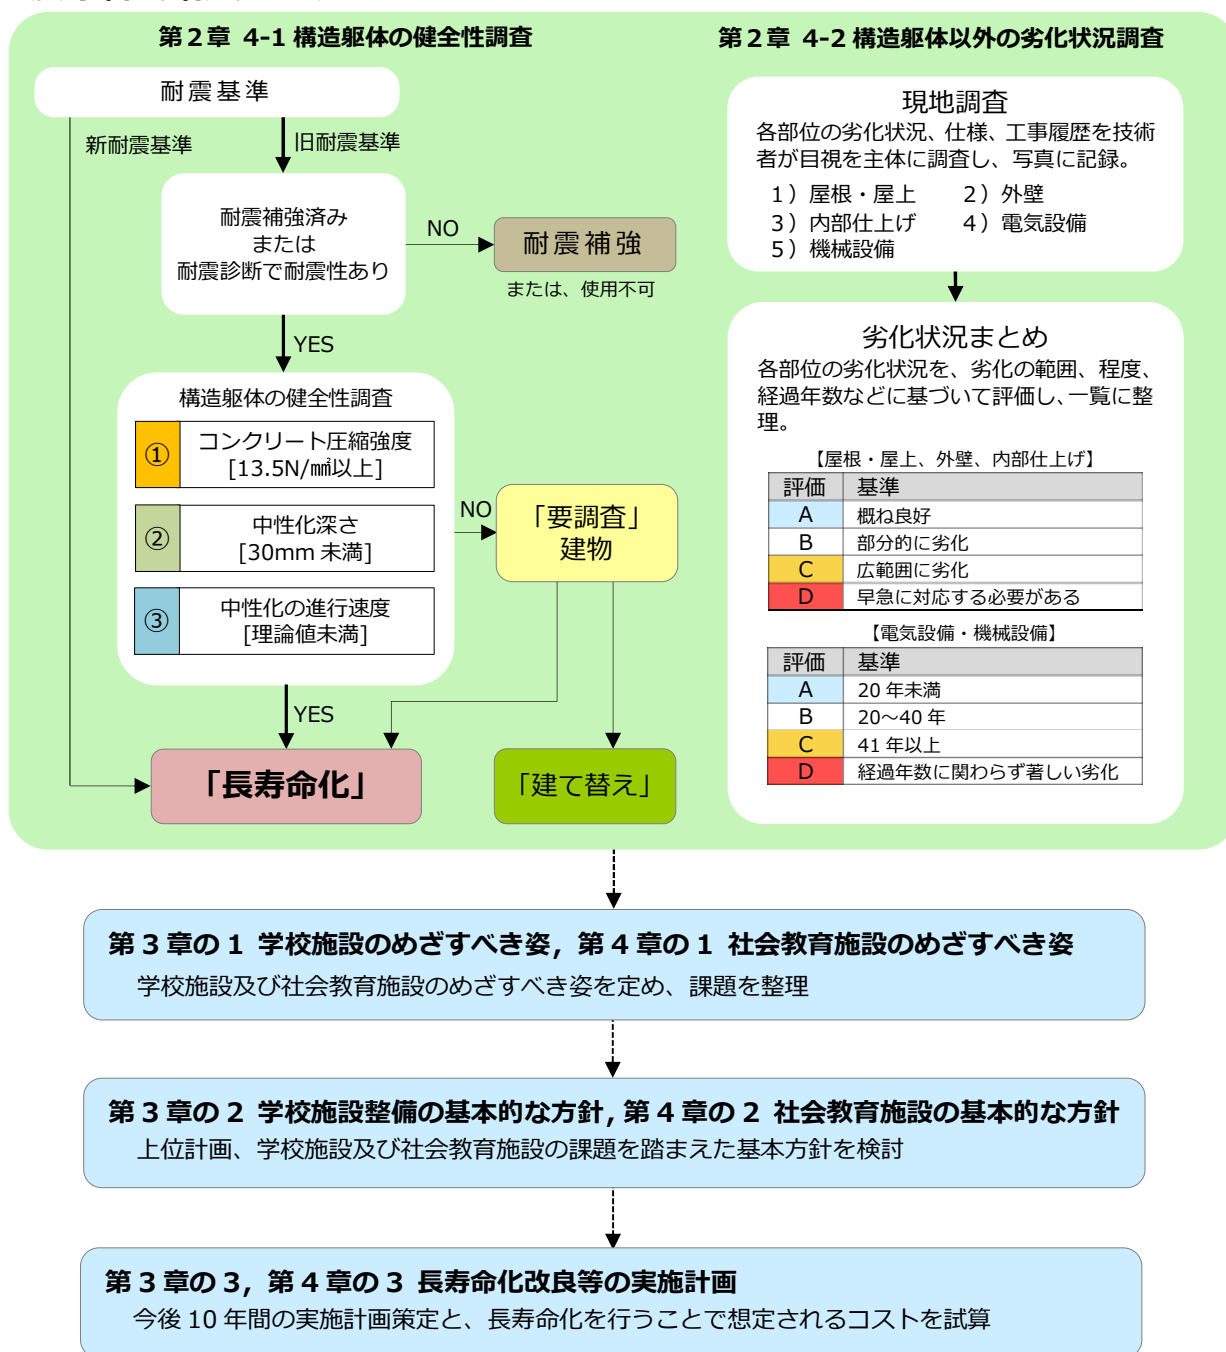 第２章 4-1 構造躯体の健全性調査
耐震基準
新耐震基準
旧耐震基準
耐震補強済み
または
耐震診断で耐震性あり
NO
耐震補強
または、使用不可
YES
構造躯体の健全性調査
① コンクリート圧縮強度
[13.5N/㎟以上]
② 中性化深さ
[30mm 未満]
③ 中性化の進行速度
[理論値未満]
NO
「要調査」
建物
YES
「長寿命化」
「建て替え」
第２章 4-2 構造躯体以外の劣化状況調査
現地調査
各部位の劣化状況、仕様、工事履歴を技術
者が目視を主体に調査し、写真に記録。
１）屋根・屋上 ２）外壁
３）内部仕上げ ４）電気設備
５）機械設備
劣化状況まとめ
各部位の劣化状況を、劣化の範囲、程度、
経過年数などに基づいて評価し、一覧に整
理。
【屋根・屋上、外壁、内部仕上げ】
評価 基準
A 概ね良好
B 部分的に劣化
C 広範囲に劣化
D 早急に対応する必要がある
【電気設備・機械設備】
評価 基準
A 20 年未満
B 20～40 年
C 41 年以上
D 経過年数に関わらず著しい劣化
第３章の１ 学校施設のめざすべき姿，第４章の１ 社会教育施設のめざすべき姿
学校施設及び社会教育施設のめざすべき姿を定め、課題を整理
第３章の２ 学校施設整備の基本的な方針，第４章の２ 社会教育施設の基本的な方針
上位計画、学校施設及び社会教育施設の課題を踏まえた基本方針を検討
第３章の３，第４章の３ 長寿命化改良等の実施計画
今後 10 年間の実施計画策定と、長寿命化を行うことで想定されるコストを試算